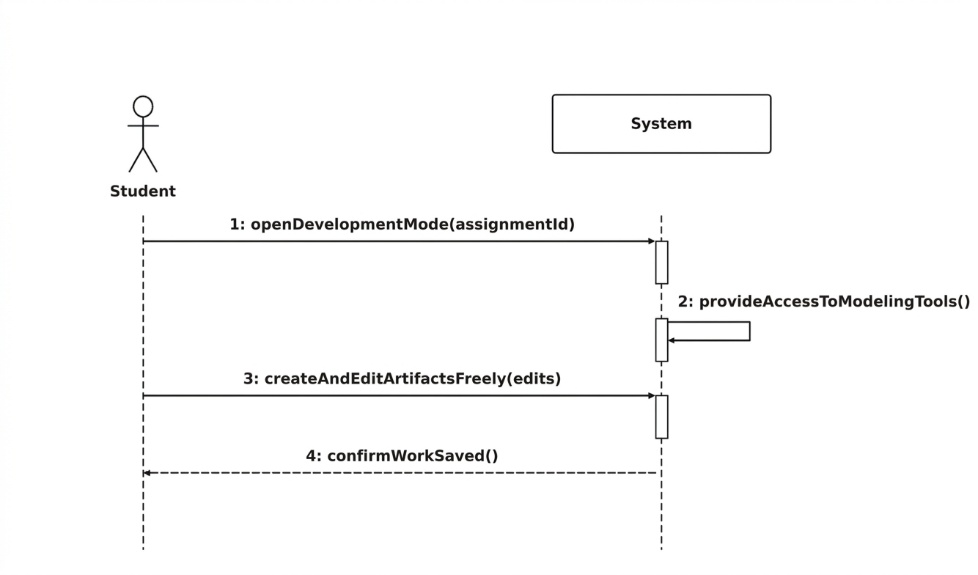 System
Student
1: openDevelopmentMode(assignmentId)
2: provideAccessToModelingTools()
3: createAndEditArtifactsFreely(edits)
4: confirmWorkSaved()